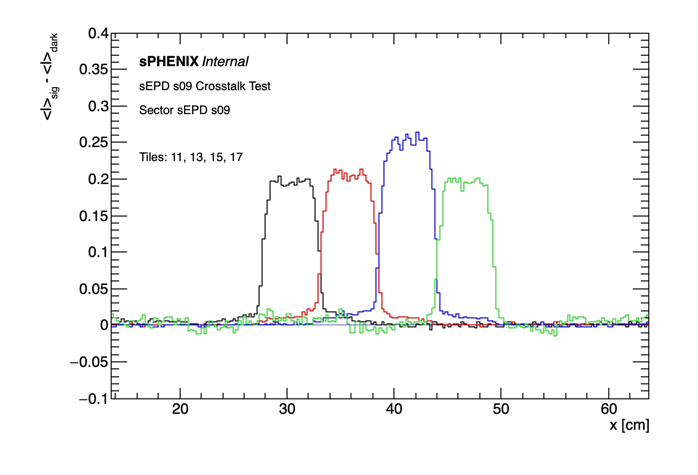 <I>sig - <I>dark
0.4
0.35
0.3
0.25
0.2
0.15
0.1
0.05
0
−0.05
−0.1
sPHENIX Internal
sEPD s09 Crosstalk Test
Sector sEPD s09
Tiles: 11, 13, 15, 17
20 30 40 50 60
x [cm]